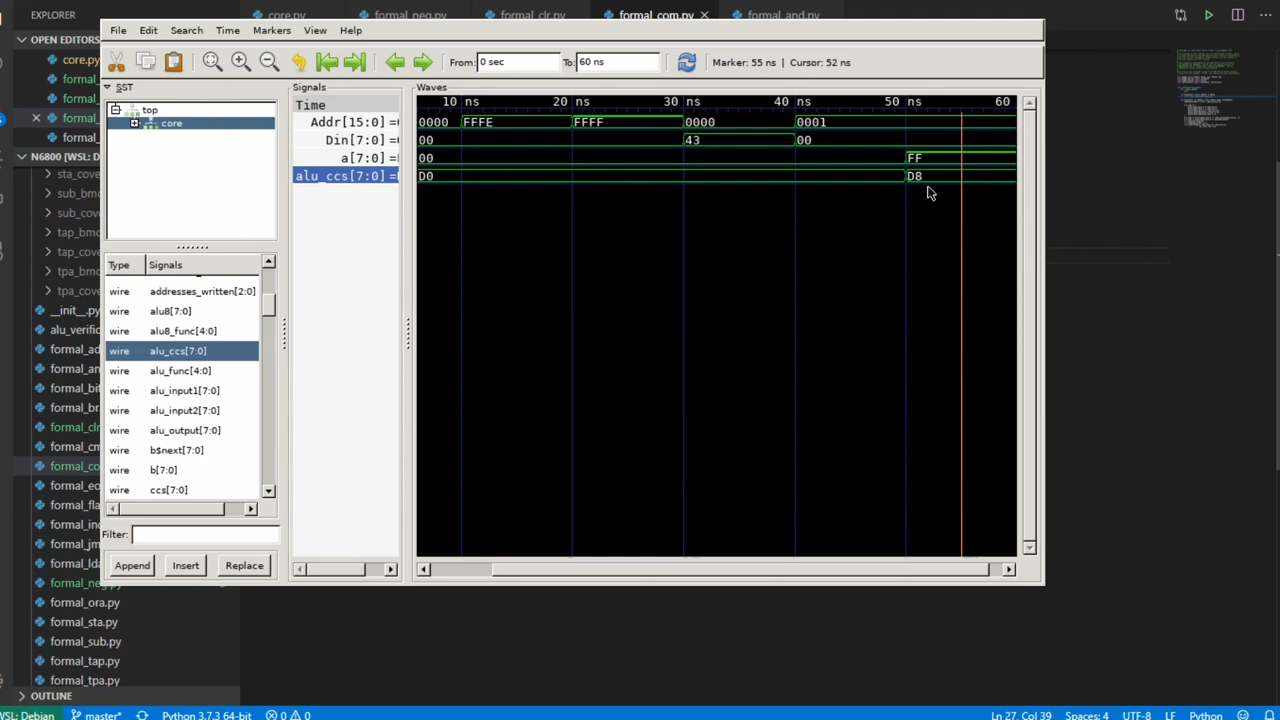 core.py formal_neg.py formal_clr.py formal_com.py formal_and.py
EXPLORER
File Edit Search Time Markers View Help
OPEN EDITORS
core.py
formal_
formal_
formal_
formal_
From: 0 sec To: 60 ns Marker: 55 ns | Cursor: 52 ns
SST
top
core
Signals
Time
Addr[15:0]
Din[7:0]
a[7:0]
alu_ccs[7:0]
Waves
10 ns 20 ns 30 ns 40 ns 50 ns 60
0000 FFFE FFFF 0000 0001
00 43 00
00 FF
D0 D8
N6800 [WSL:
sta_cove
sub_bmc
sub_cove
tap_bmc
tap_cove
tpa_bmc
tpa_cove
__init__.py
alu_verific
formal_ad
formal_an
formal_bit
formal_br
formal_clr
formal_cm
formal_co
formal_eo
formal_fla
formal_inc
formal_jm
formal_lda
formal_neg.py
formal_ora.py
formal_sta.py
formal_sub.py
formal_tap.py
formal_tpa.py
OUTLINE
Type Signals
wire addresses_written[2:0]
wire alu8[7:0]
wire alu8_func[4:0]
wire alu_ccs[7:0]
wire alu_func[4:0]
wire alu_input1[7:0]
wire alu_input2[7:0]
wire alu_output[7:0]
wire b$next[7:0]
wire b[7:0]
wire ccs[7:0]
Filter:
Append Insert Replace
WSL: Debian master* Python 3.7.3 64-bit 0 0 Ln 27, Col 39 Spaces: 4 UTF-8 LF Python